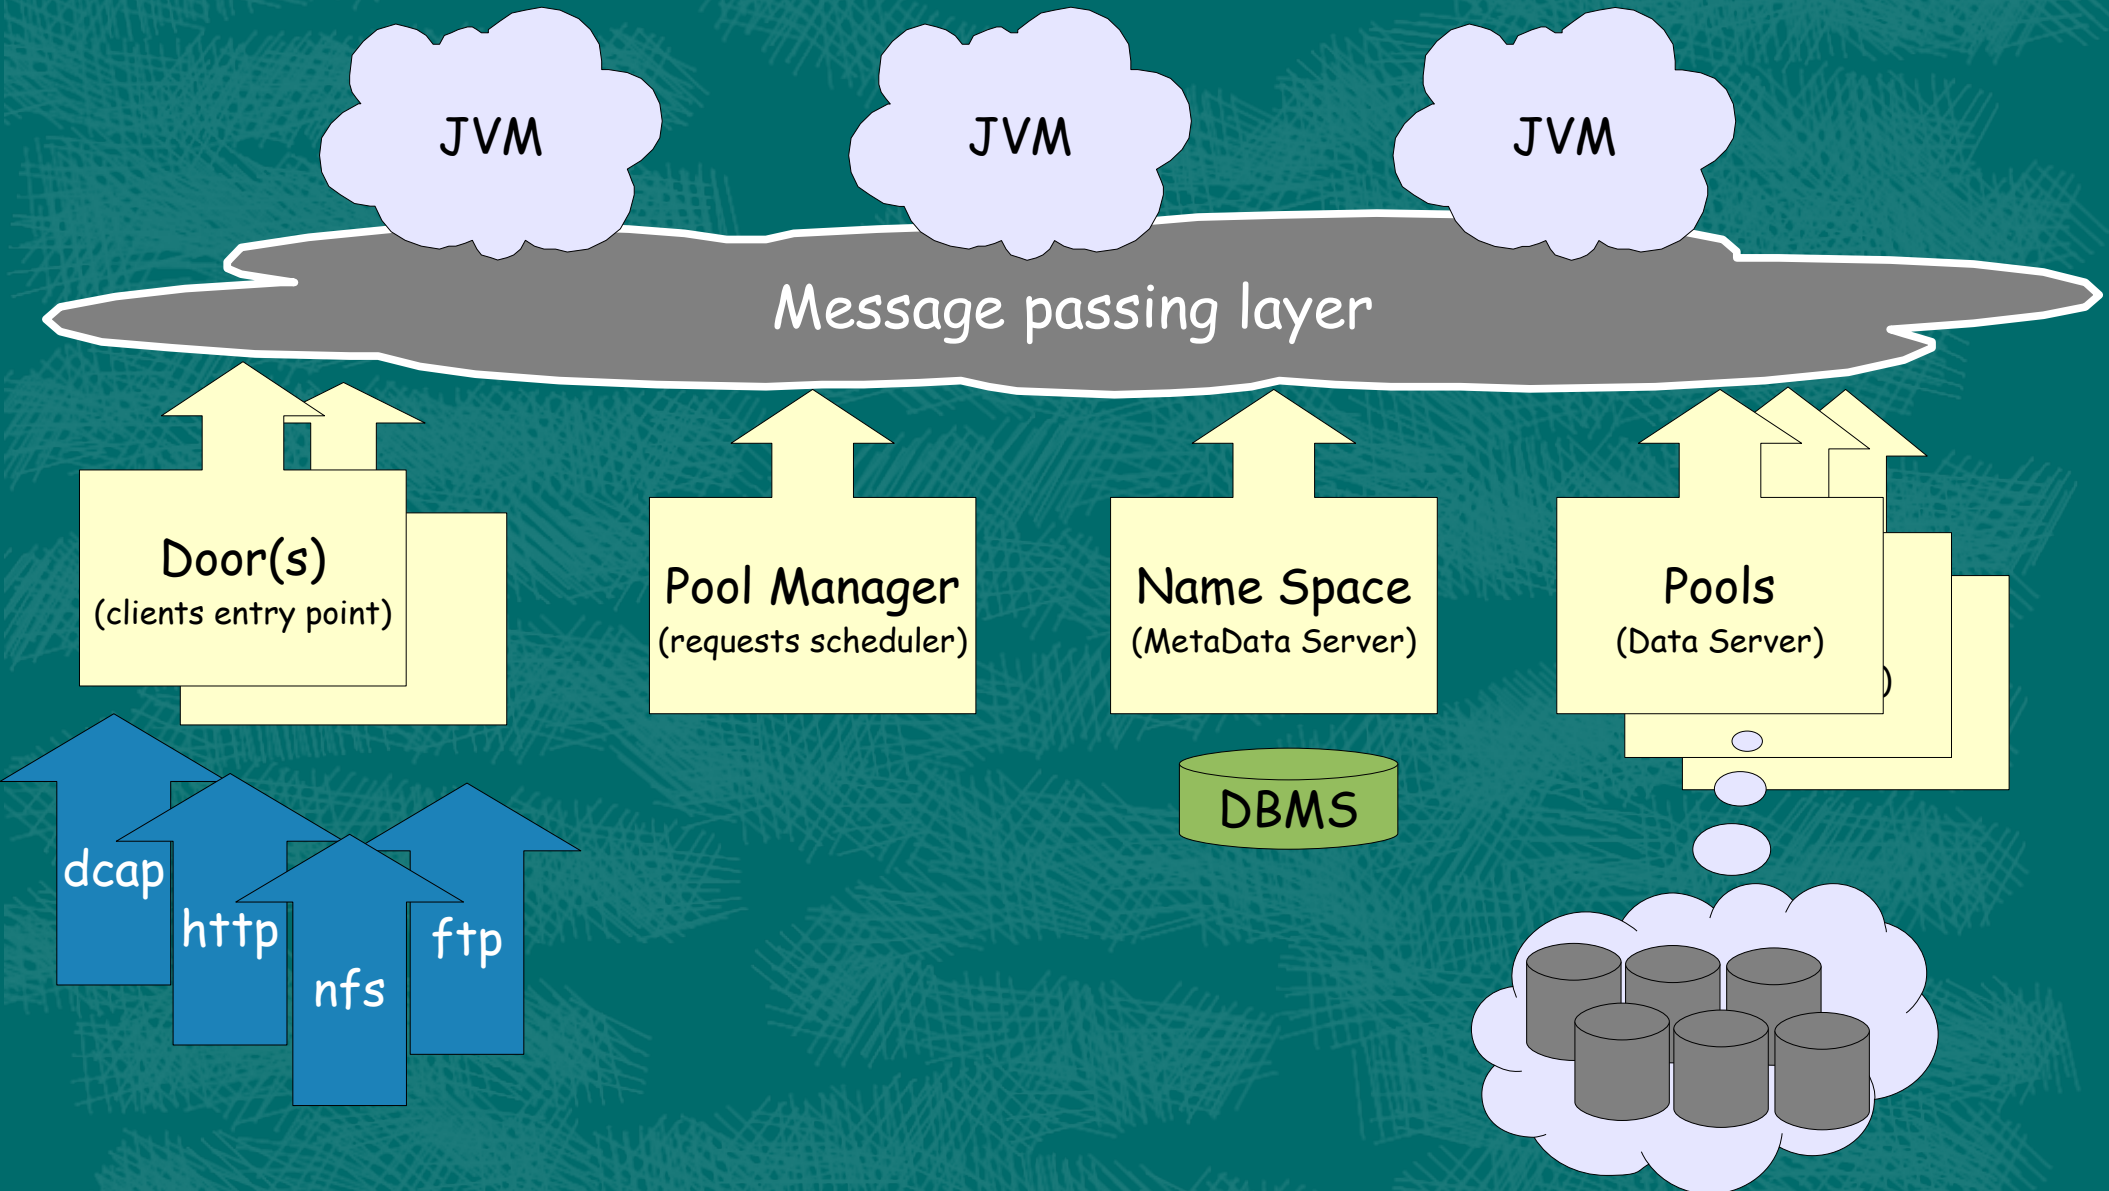 JVM
JVM
JVM
Message passing layer
Door(s)
(clients entry point)
Pool Manager
(requests scheduler)
Name Space
(MetaData Server)
Pools
(Data Server)
)
DBMS
dcap
http
nfs
ftp